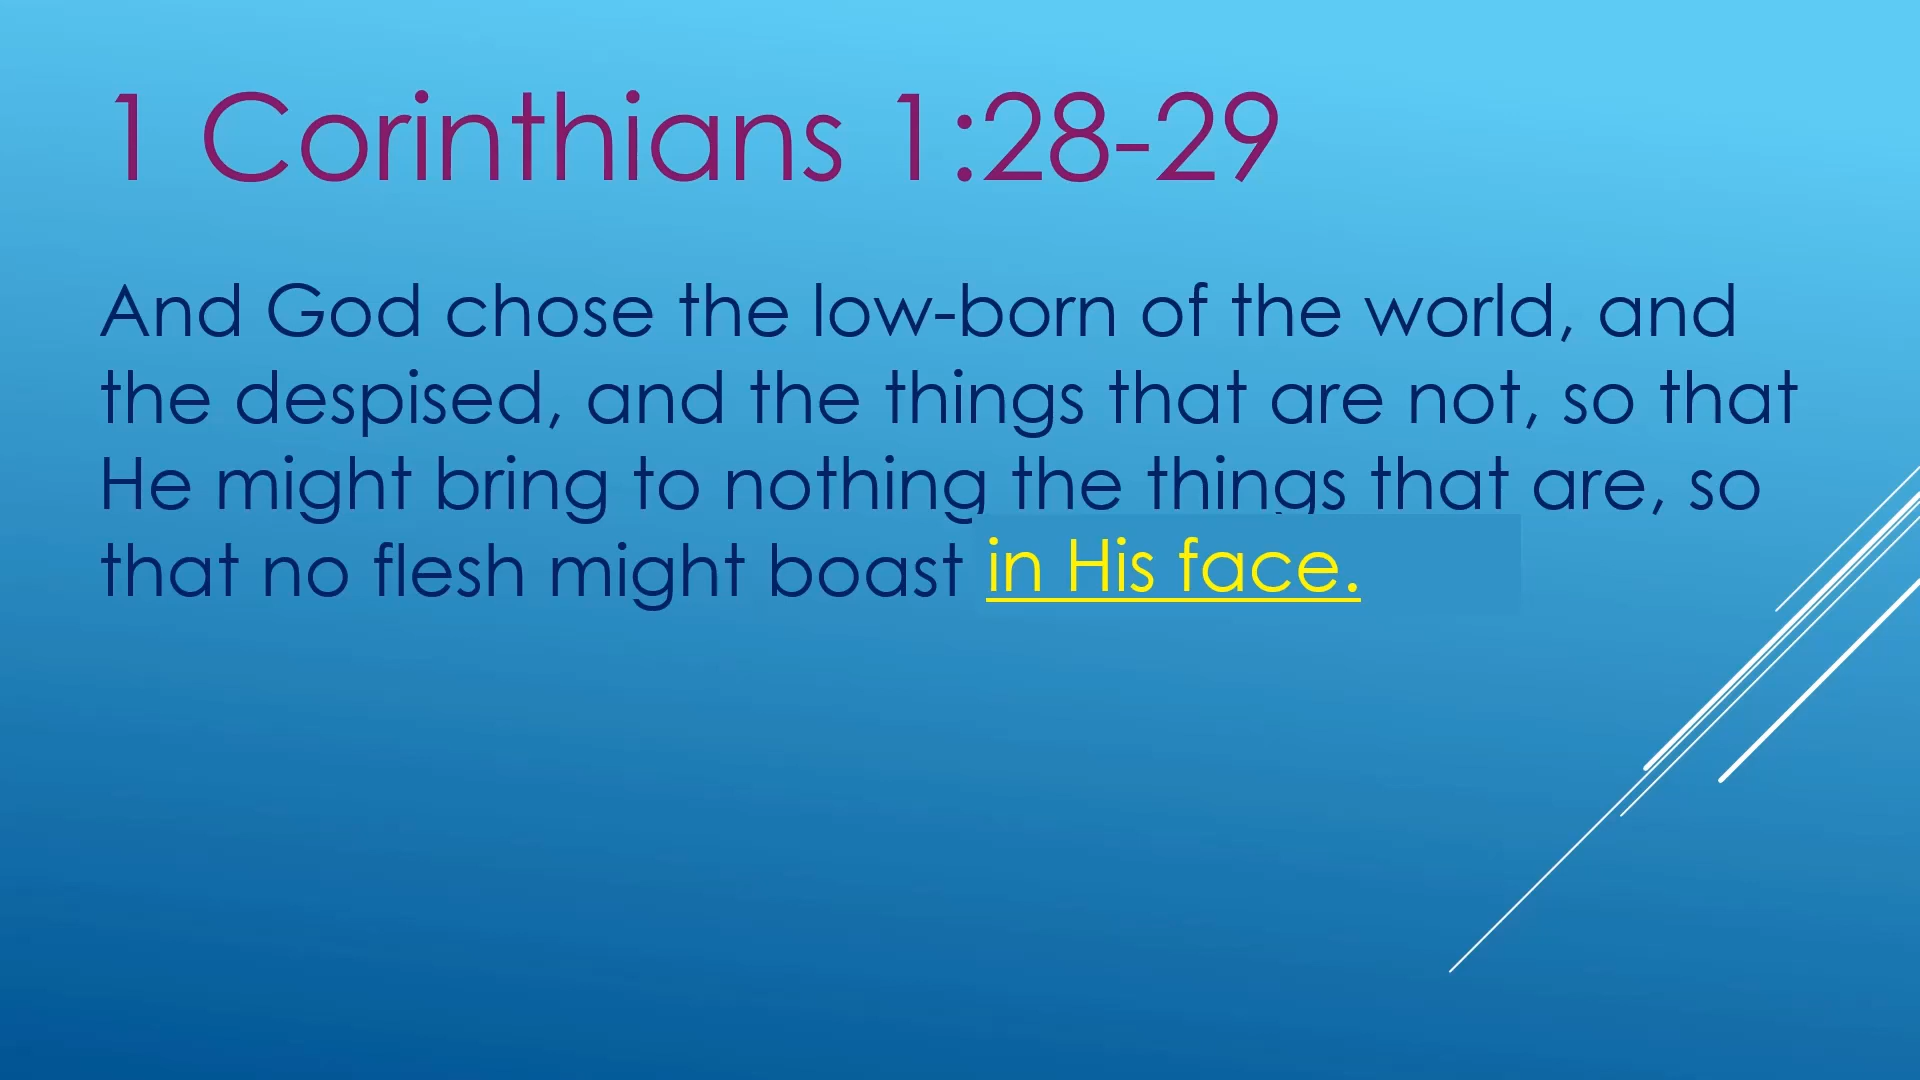 1 Corinthians 1:28-29
And God chose the low-born of the world, and
the despised, and the things that are not, so that
He might bring to nothing the things that are, so
that no flesh might boast in His face.